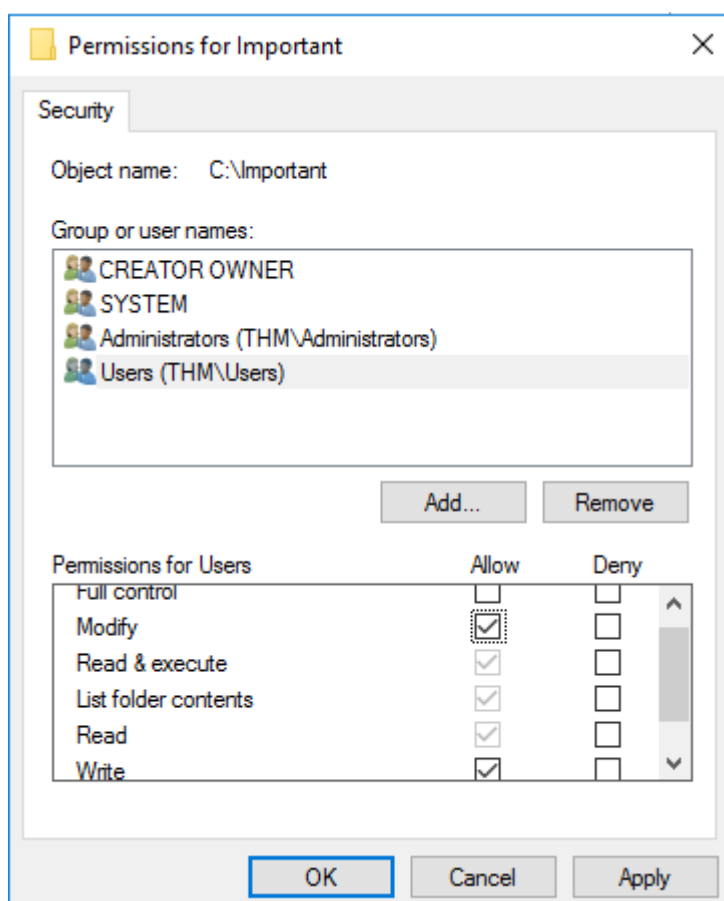 Permissions for Important
Security
Object name: C:\Important
Group or user names:
CREATOR OWNER
SYSTEM
Administrators (THM\Administrators)
Users (THM\Users)
Add... Remove
Permissions for Users Allow Deny
Full control
Modify
Read & execute
List folder contents
Read
Write
OK Cancel Apply